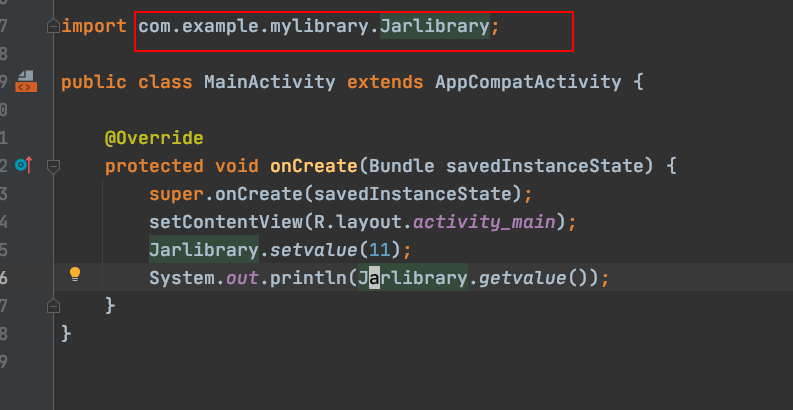 7 import com.example.mylibrary.Jarlibrary;
8
9 public class MainActivity extends AppCompatActivity {
0
1 @Override
2 protected void onCreate(Bundle savedInstanceState) {
3 super.onCreate(savedInstanceState);
4 setContentView(R.layout.activity_main);
5 Jarlibrary.setvalue(11);
6 System.out.println(Jarlibrary.getvalue());
7 }
8 }
9